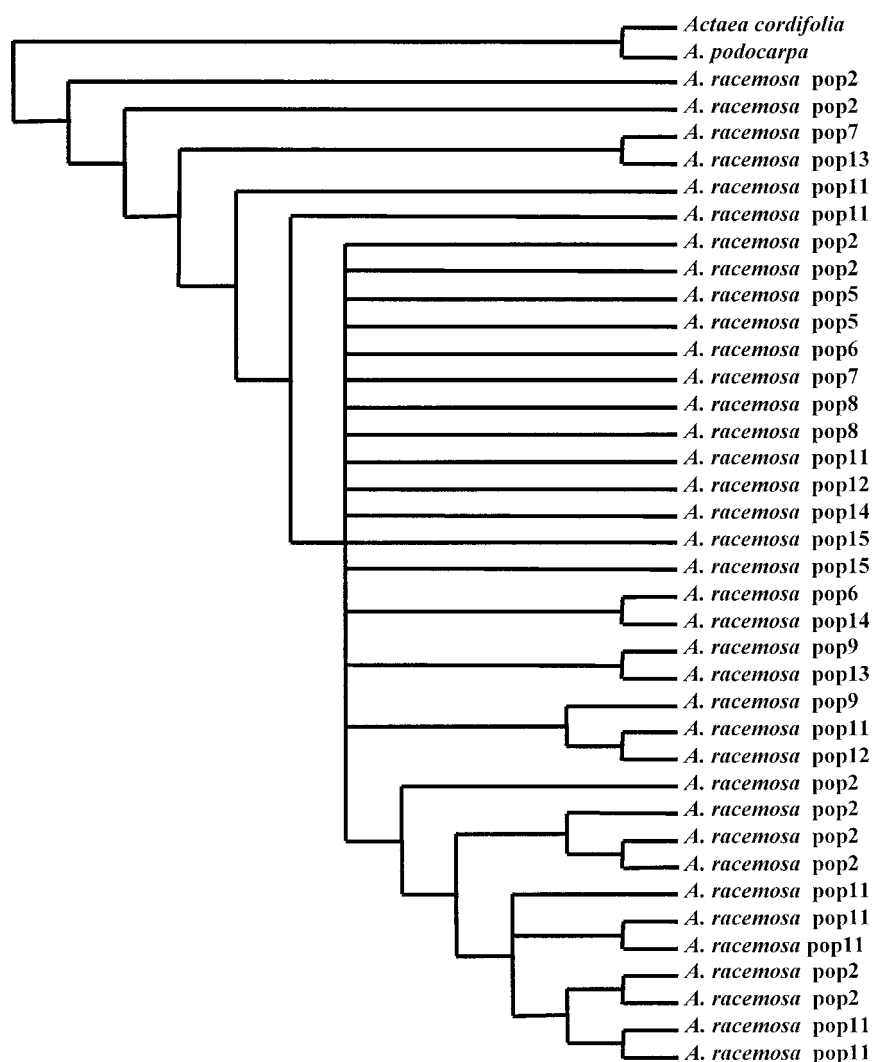 Actaea cordifolia
A. podocarpa
A. racemosa pop2
A. racemosa pop2
A. racemosa pop7
A. racemosa pop13
A. racemosa pop11
A. racemosa pop11
A. racemosa pop2
A. racemosa pop2
A. racemosa pop5
A. racemosa pop5
A. racemosa pop6
A. racemosa pop7
A. racemosa pop8
A. racemosa pop8
A. racemosa pop11
A. racemosa pop12
A. racemosa pop14
A. racemosa pop15
A. racemosa pop15
A. racemosa pop6
A. racemosa pop14
A. racemosa pop9
A. racemosa pop13
A. racemosa pop9
A. racemosa pop11
A. racemosa pop12
A. racemosa pop2
A. racemosa pop2
A. racemosa pop2
A. racemosa pop2
A. racemosa pop11
A. racemosa pop11
A. racemosa pop11
A. racemosa pop2
A. racemosa pop2
A. racemosa pop11
A. racemosa pop11